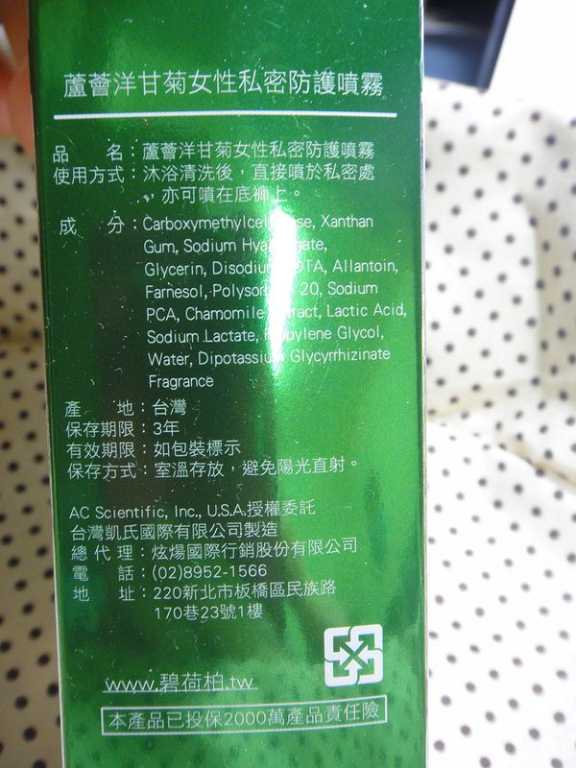 蘆薈洋甘菊女性私密防護噴霧
品　名：蘆薈洋甘菊女性私密防護噴霧
使用方式：沐浴清洗後，直接噴於私密處
，亦可噴在底褲上。
成　分：Xanthan
Gum, Sodium
Glycerin, Allantoin,
Farnesol, 20, Sodium
PCA, Chamomile Lactic Acid,
Sodium Lactate, Glycol,
Water, Dipotassium Glycyrrhizinate
Fragrance
產　地：台灣
保存期限：3年
有效期限：如包裝標示
保存方式：室溫存放，避免陽光直射。
AC Scientific, Inc., U.S.A.授權委託
台灣凱氏國際有限公司製造
總代理：炫煬國際行銷股份有限公司
電　話：(02)8952-1566
地　址：220新北市板橋區民族路
170巷23號1樓
www.碧荷柏.tw
本產品已投保2000萬產品責任險